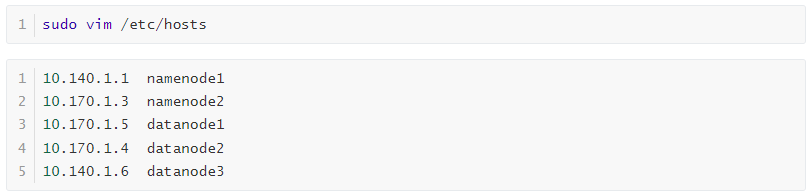 1 sudo vim /etc/hosts
1 10.140.1.1  namenode1
2 10.170.1.3  namenode2
3 10.170.1.5  datanode1
4 10.170.1.4  datanode2
5 10.140.1.6  datanode3